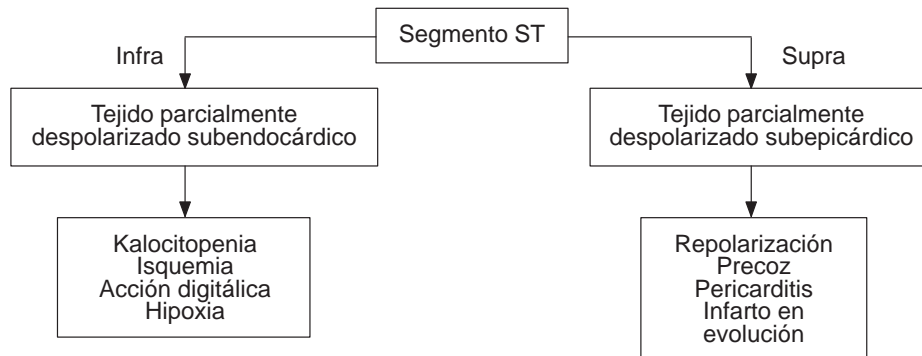 Segmento ST
Infra
Supra
Tejido parcialmente
despolarizado subendocárdico
Tejido parcialmente
despolarizado subepicárdico
Kalocitopenia
Isquemia
Acción digitálica
Hipoxia
Repolarización
Precoz
Pericarditis
Infarto en
evolución